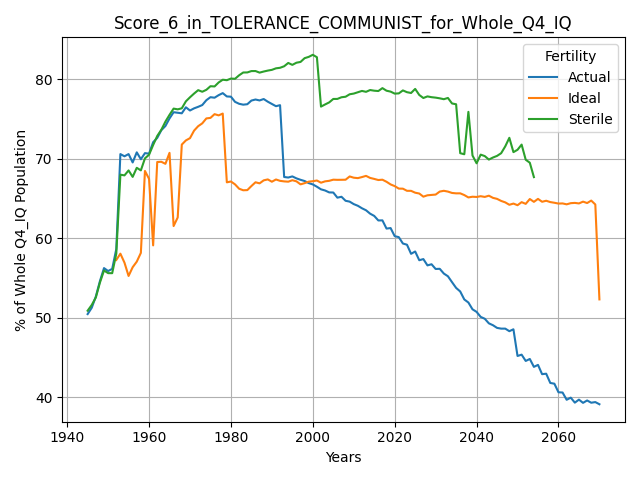 Score_6_in_TOLERANCE_COMMUNIST_for_Whole_Q4_IQ
Fertility
Actual
Ideal
Sterile
% of Whole Q4_IQ Population
80
70
60
50
40
1940
1960
1980
2000
2020
2040
2060
Years